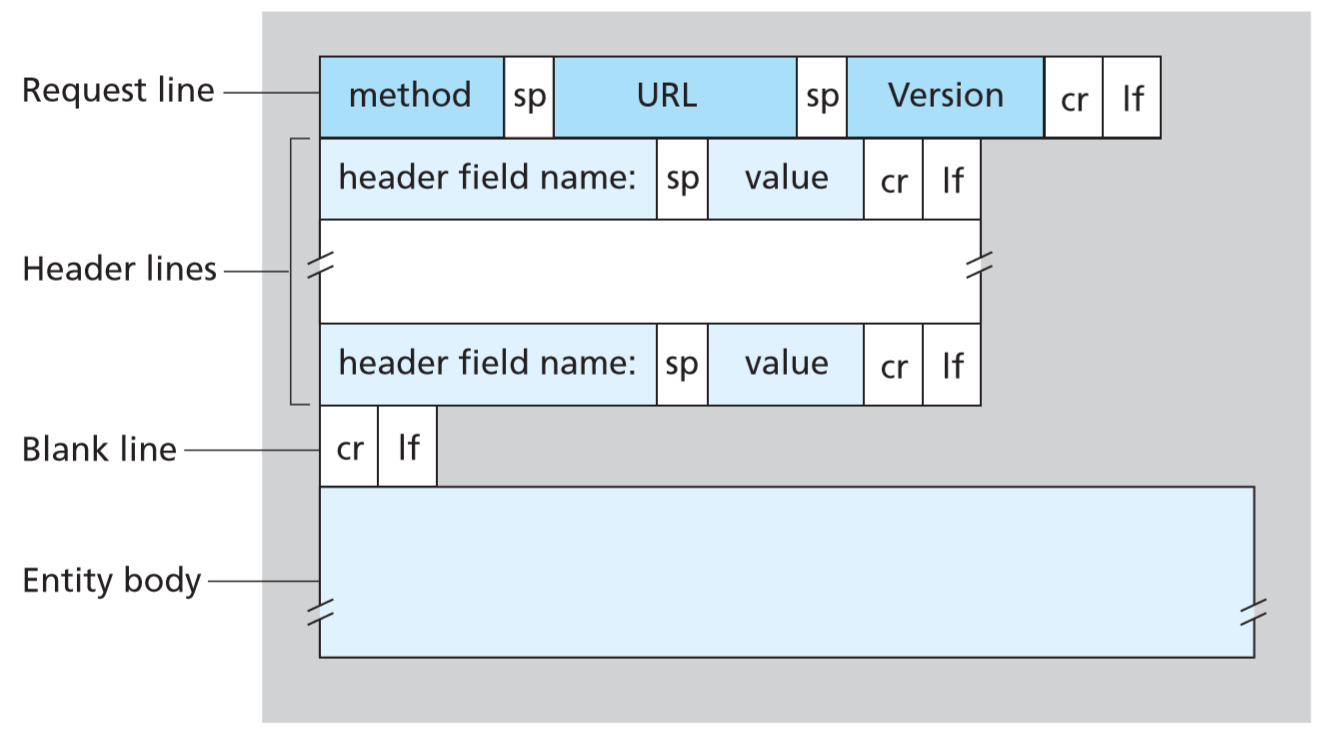 Request line method sp URL sp Version cr lf
header field name: sp value cr lf
Header lines
header field name: sp value cr lf
Blank line cr lf
Entity body